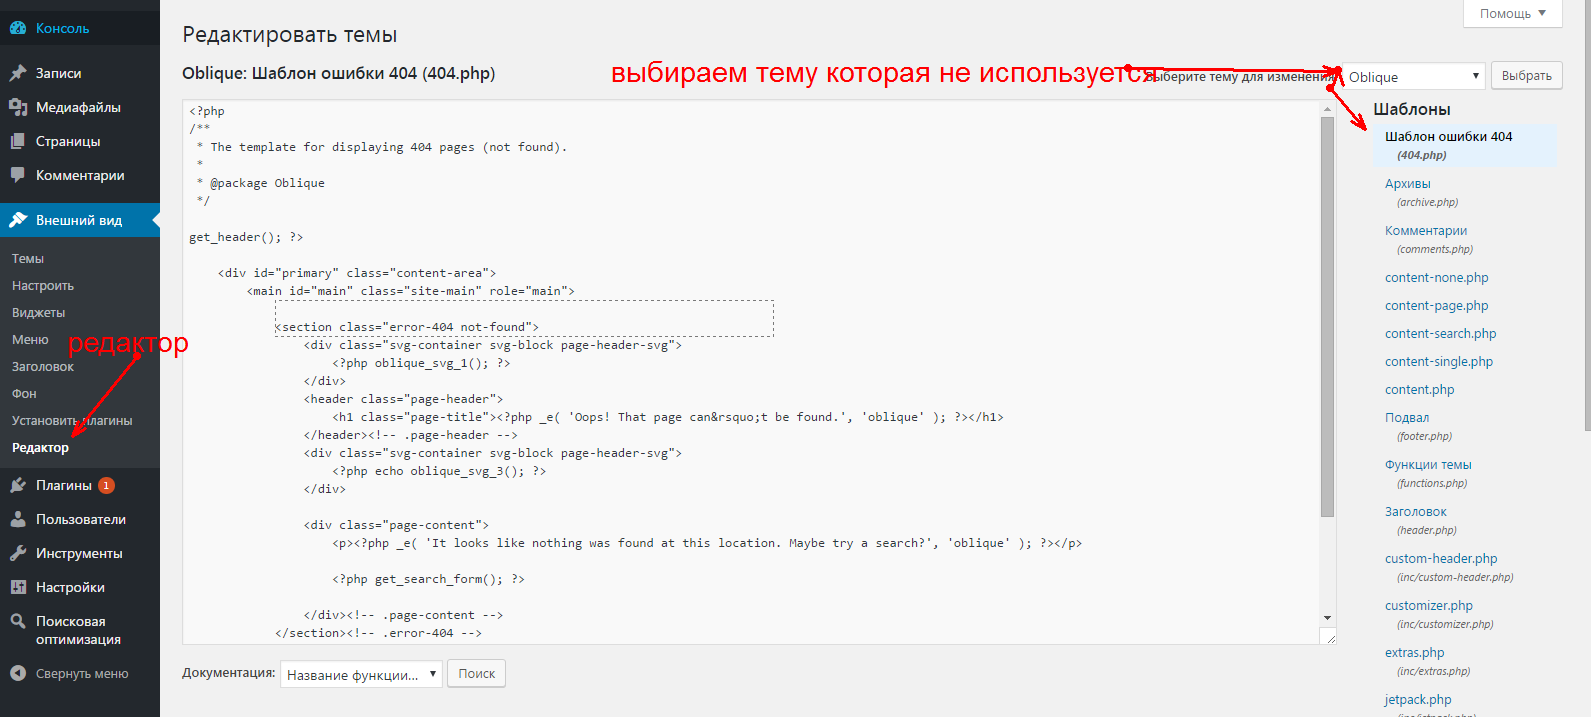 Консоль
Записи
Медиафайлы
Страницы
Комментарии
Внешний вид
Темы
Настроить
Виджеты
Меню
Заголовок
Фон
Установить плагины
Редактор
Плагины 1
Пользователи
Инструменты
Настройки
Поисковая
оптимизация
Свернуть меню
редактор
Помощь
Редактировать темы
Oblique: Шаблон ошибки 404 (404.php)
выбираем тему которая не используется
Выберите тему для изменения:
Oblique
Выбрать
<?php
/**
 * The template for displaying 404 pages (not found).
 *
 * @package Oblique
 */
get_header(); ?>
<div id="primary" class="content-area">
<main id="main" class="site-main" role="main">
<section class="error-404 not-found">
<div class="svg-container svg-block page-header-svg">
<?php oblique_svg_1(); ?>
</div>
<header class="page-header">
<h1 class="page-title"><?php _e( 'Oops! That page can&rsquo;t be found.', 'oblique' ); ?></h1>
</header><!-- .page-header -->
<div class="svg-container svg-block page-header-svg">
<?php echo oblique_svg_3(); ?>
</div>
<div class="page-content">
<p><?php _e( 'It looks like nothing was found at this location. Maybe try a search?', 'oblique' ); ?></p>
<?php get_search_form(); ?>
</div><!-- .page-content -->
</section><!-- .error-404 -->
Документация:
Название функции...
Поиск
Шаблоны
Шаблон ошибки 404
(404.php)
Архивы
(archive.php)
Комментарии
(comments.php)
content-none.php
content-page.php
content-search.php
content-single.php
content.php
Подвал
(footer.php)
Функции темы
(functions.php)
Заголовок
(header.php)
custom-header.php
(inc/custom-header.php)
customizer.php
(inc/customizer.php)
extras.php
(inc/extras.php)
jetpack.php